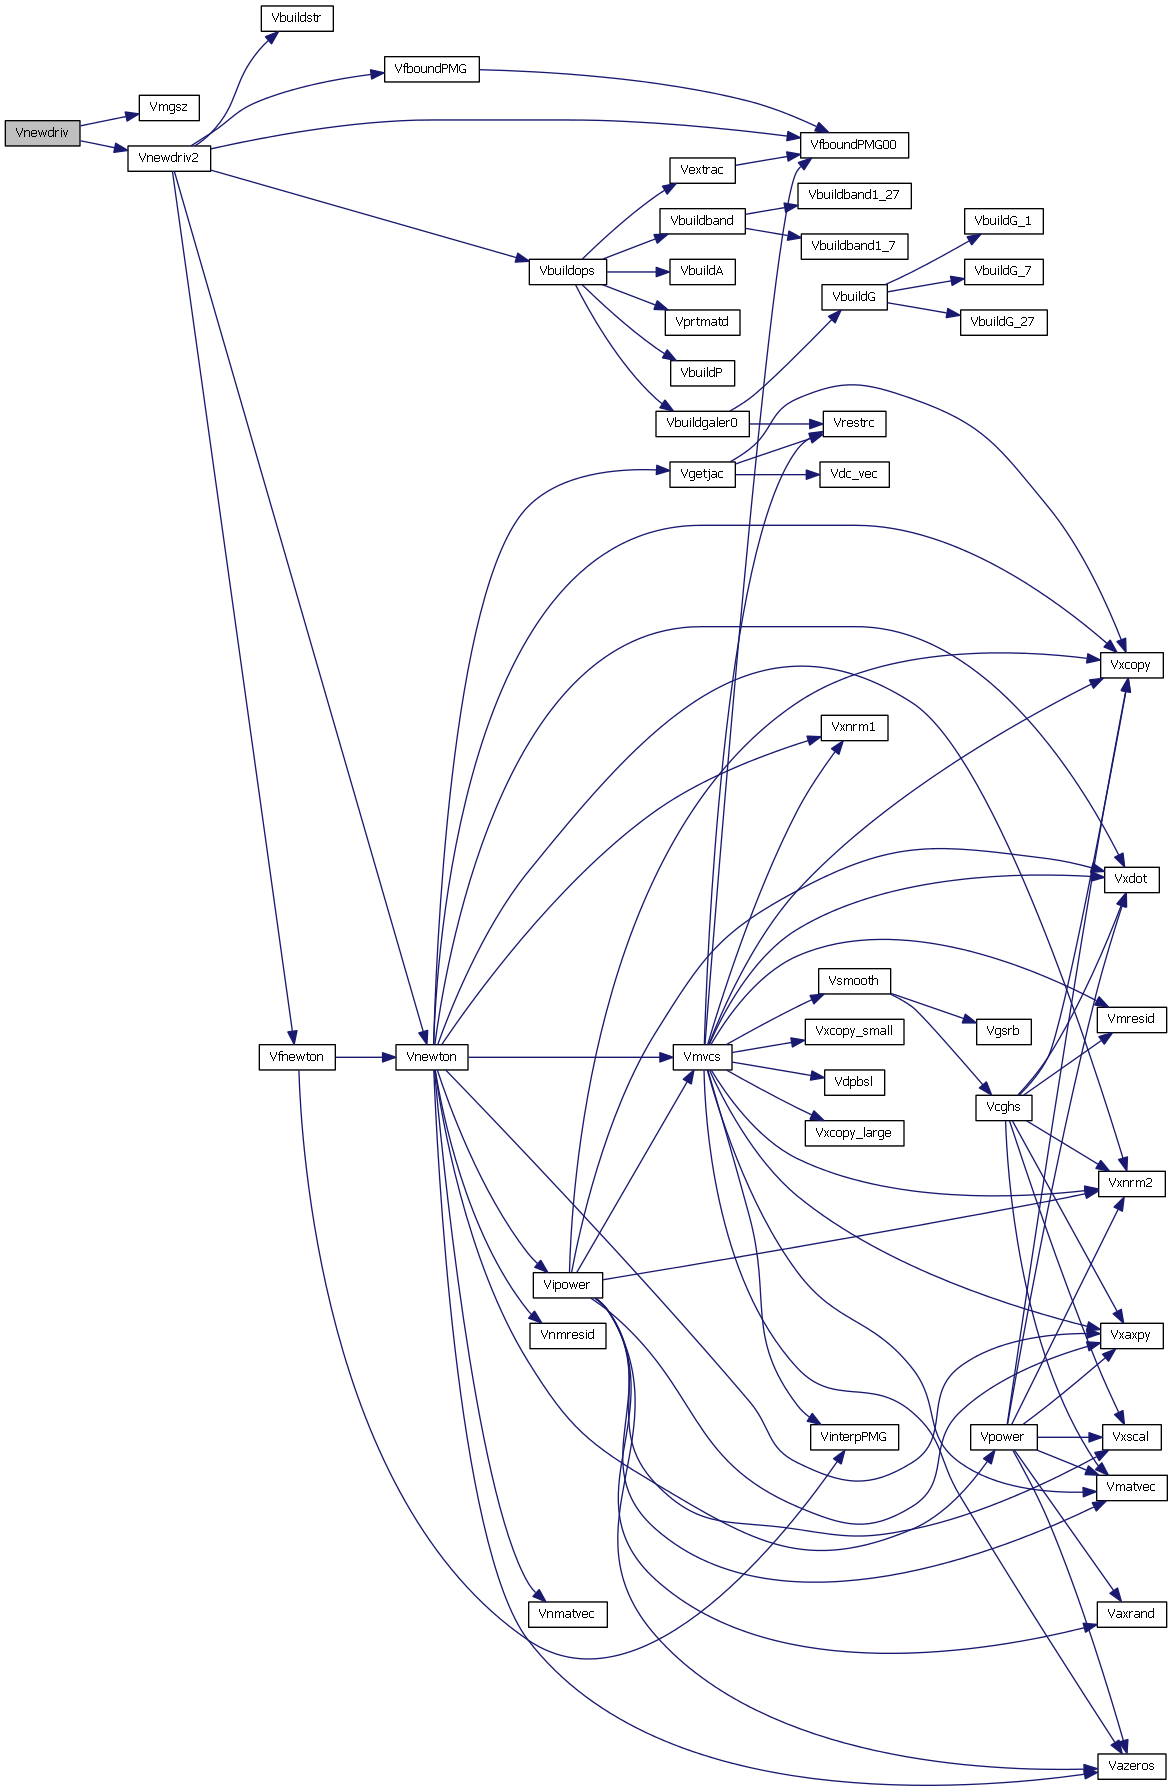 Vbuildstr
VfboundPMG
Vmgsz
Vnewdriv
VfboundPMG00
Vnewdriv2
Vextrac
Vbuildband1_27
Vbuildband
VbuildG_1
Vbuildband1_7
Vbuildops
VbuildA
VbuildG_7
VbuildG
Vprtmatd
VbuildG_27
VbuildP
Vbuildgaler0
Vrestrc
Vgetjac
Vdc_vec
Vxcopy
Vxnrm1
Vxdot
Vsmooth
Vmresid
Vxcopy_small
Vgsrb
Vfnewton
Vnewton
Vmvcs
Vdpbsl
Vcghs
Vxcopy_large
Vxnrm2
Vipower
Vnmresid
Vxaxpy
VinterpPMG
Vpower
Vxscal
Vmatvec
Vnmatvec
Vaxrand
Vazeros